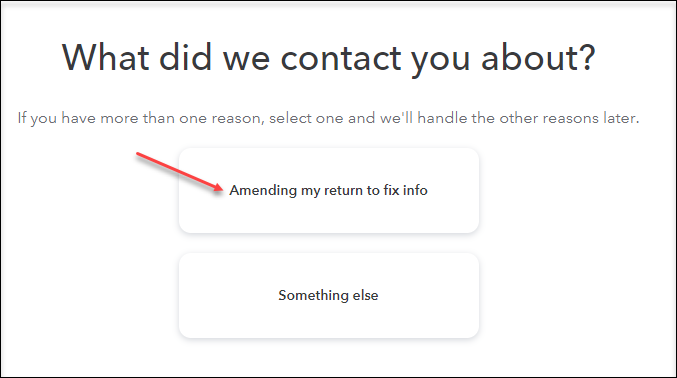 What did we contact you about?
If you have more than one reason, select one and we'll handle the other reasons later.
Amending my return to fix info
Something else